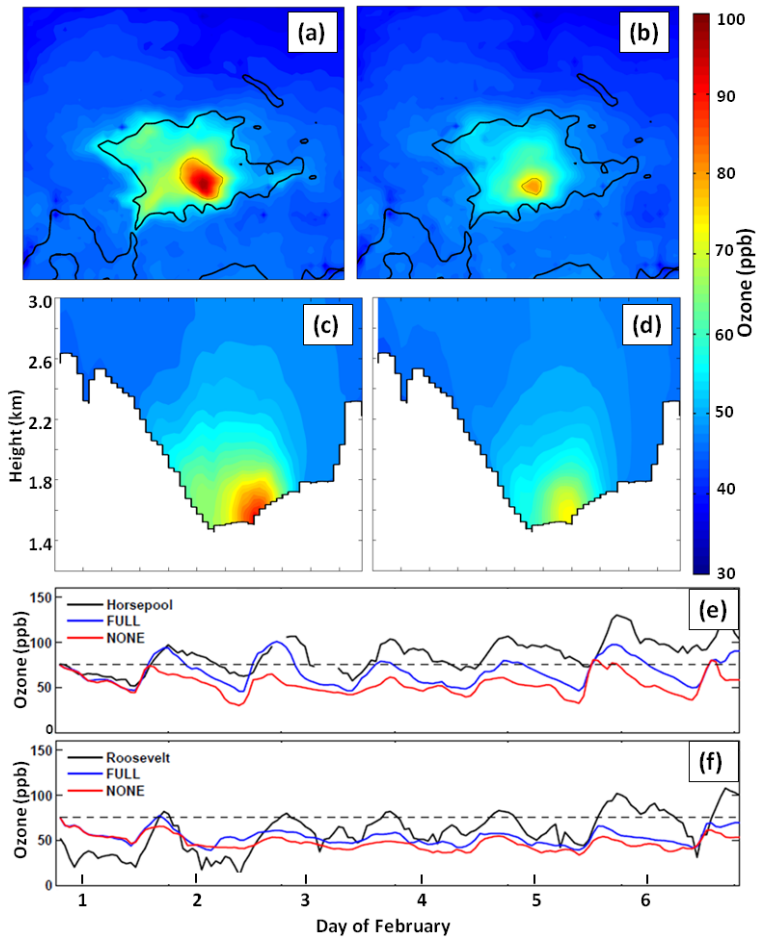 (a)
(b)
100
90
80
70
60
50
40
30
Ozone (ppb)
3.0
2.6
2.2
1.8
1.4
Height (km)
(c)
(d)
150
100
50
0
Ozone (ppb)
Horsepool
FULL
NONE
(e)
150
100
50
0
Ozone (ppb)
Roosevelt
FULL
NONE
(f)
1 2 3 4 5 6
Day of February